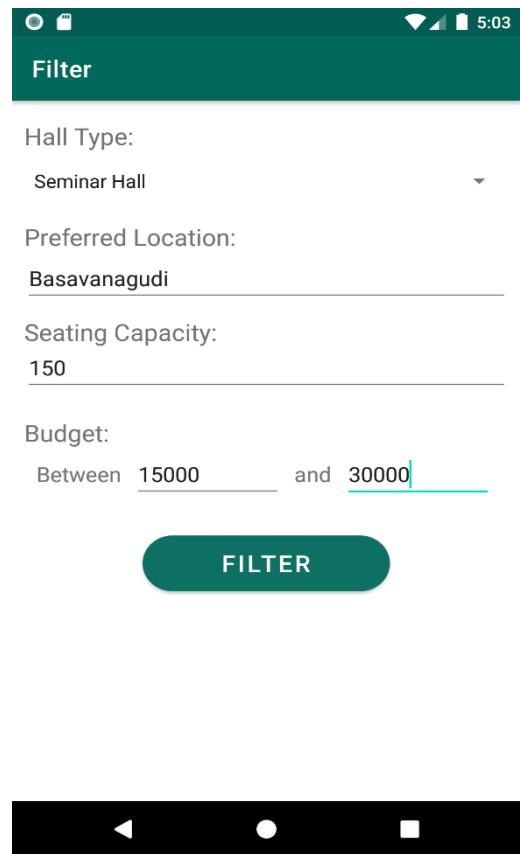 5:03
Filter
Hall Type:
Seminar Hall
Preferred Location:
Basavanagudi
Seating Capacity:
150
Budget:
Between 15000 and 30000
FILTER